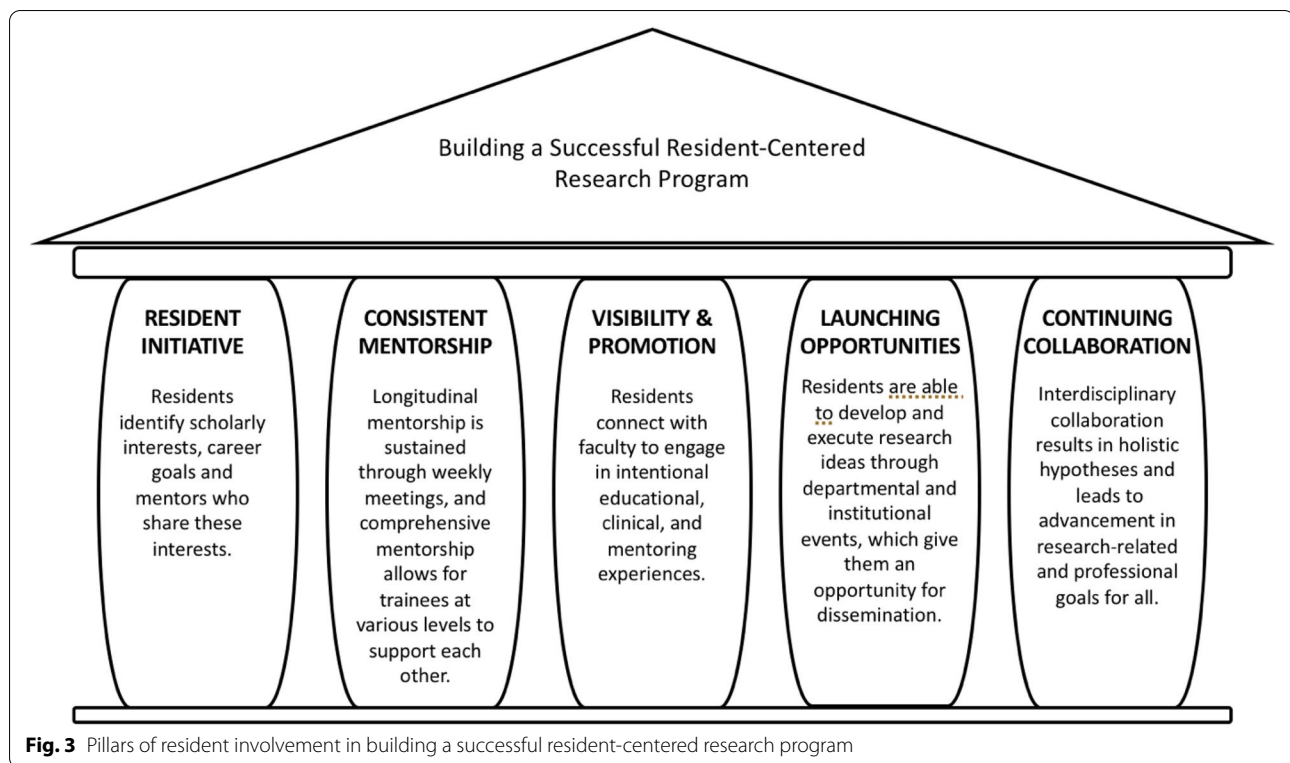 Building a Successful Resident-Centered
Research Program
RESIDENT
INITIATIVE
Residents
identify scholarly
interests, career
goals and
mentors who
share these
interests.
CONSISTENT
MENTORSHIP
Longitudinal
mentorship is
sustained
through weekly
meetings, and
comprehensive
mentorship
allows for
trainees at
various levels to
support each
other.
VISIBILITY &
PROMOTION
Residents
connect with
faculty to engage
in intentional
educational,
clinical, and
mentoring
experiences.
LAUNCHING
OPPORTUNITIES
Residents are able
to develop and
execute research
ideas through
departmental and
institutional
events, which give
them an
opportunity for
dissemination.
CONTINUING
COLLABORATION
Interdisciplinary
collaboration
results in holistic
hypotheses and
leads to
advancement in
research-related
and professional
goals for all.
Fig. 3 Pillars of resident involvement in building a successful resident-centered research program